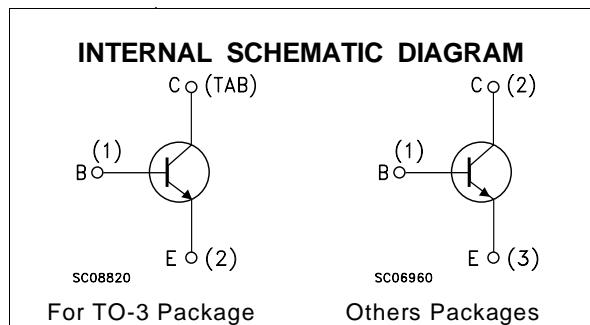 INTERNAL SCHEMATIC DIAGRAM
C (TAB)
C (2)
(1)
B
(1)
B
E (2)
E (3)
SC08820
SC06960
For TO-3 Package
Others Packages